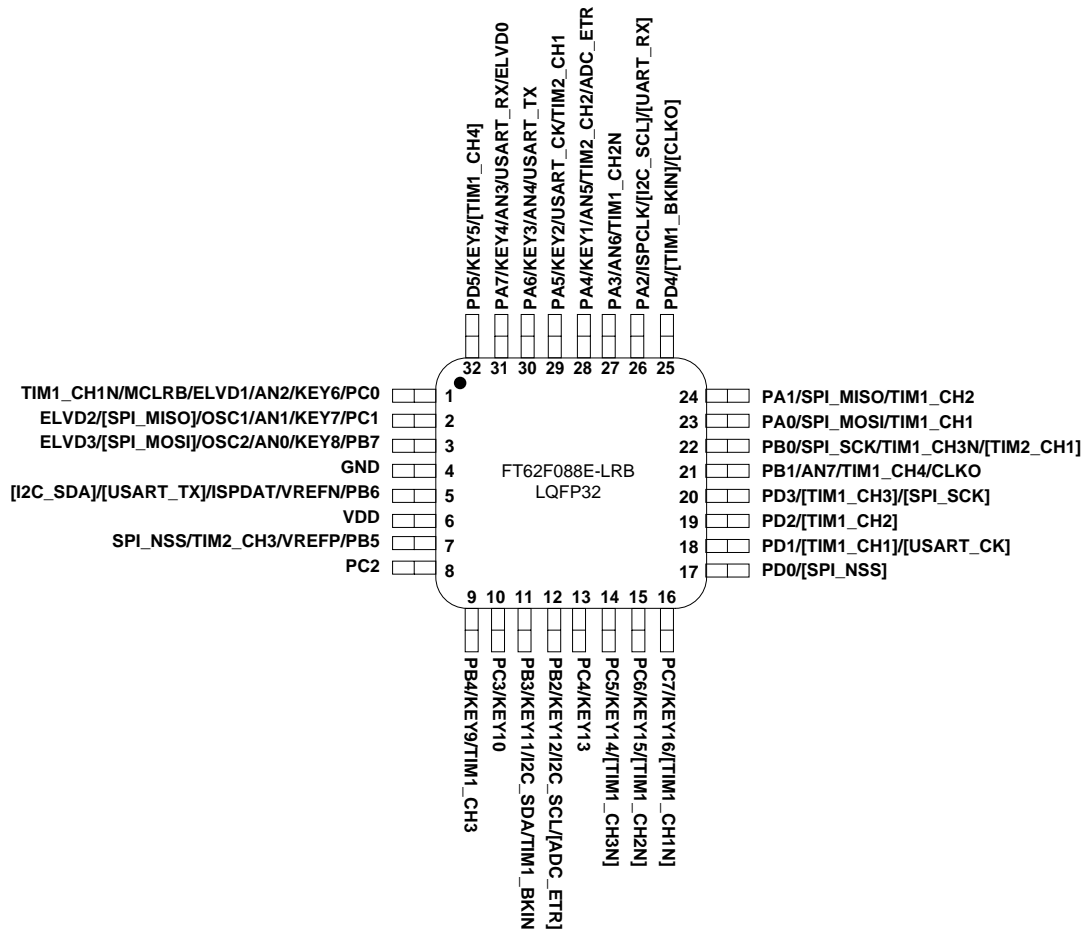 PD5/KEY5/[TIM1_CH4]
PA7/KEY4/AN3/USART_RX/ELVD0
PA6/KEY3/AN4/USART_TX
PA5/KEY2/USART_CK/TIM2_CH1
PA4/KEY1/AN5/TIM2_CH2/ADC_ETR
PA3/AN6/TIM1_CH2N
PA2/ISPCLK/[I2C_SCL]/[UART_RX]
PD4/[TIM1_BKIN]/[CLKO]
32 31 30 29 28 27 26 25
TIM1_CH1N/MCLRB/ELVD1/AN2/KEY6/PC0 1
ELVD2/[SPI_MISO]/OSC1/AN1/KEY7/PC1 2
ELVD3/[SPI_MOSI]/OSC2/AN0/KEY8/PB7 3
GND 4
[I2C_SDA]/[USART_TX]/ISPDAT/VREFN/PB6 5
VDD 6
SPI_NSS/TIM2_CH3/VREFP/PB5 7
PC2 8
FT62F088E-LRB
LQFP32
24 PA1/SPI_MISO/TIM1_CH2
23 PA0/SPI_MOSI/TIM1_CH1
22 PB0/SPI_SCK/TIM1_CH3N/[TIM2_CH1]
21 PB1/AN7/TIM1_CH4/CLKO
20 PD3/[TIM1_CH3]/[SPI_SCK]
19 PD2/[TIM1_CH2]
18 PD1/[TIM1_CH1]/[USART_CK]
17 PD0/[SPI_NSS]
9 10 11 12 13 14 15 16
PB4/KEY9/TIM1_CH3
PC3/KEY10
PB3/KEY11/I2C_SDA/TIM1_BKIN
PB2/KEY12/I2C_SCL/[ADC_ETR]
PC4/KEY13
PC5/KEY14/[TIM1_CH3N]
PC6/KEY15/[TIM1_CH2N]
PC7/KEY16/[TIM1_CH1N]